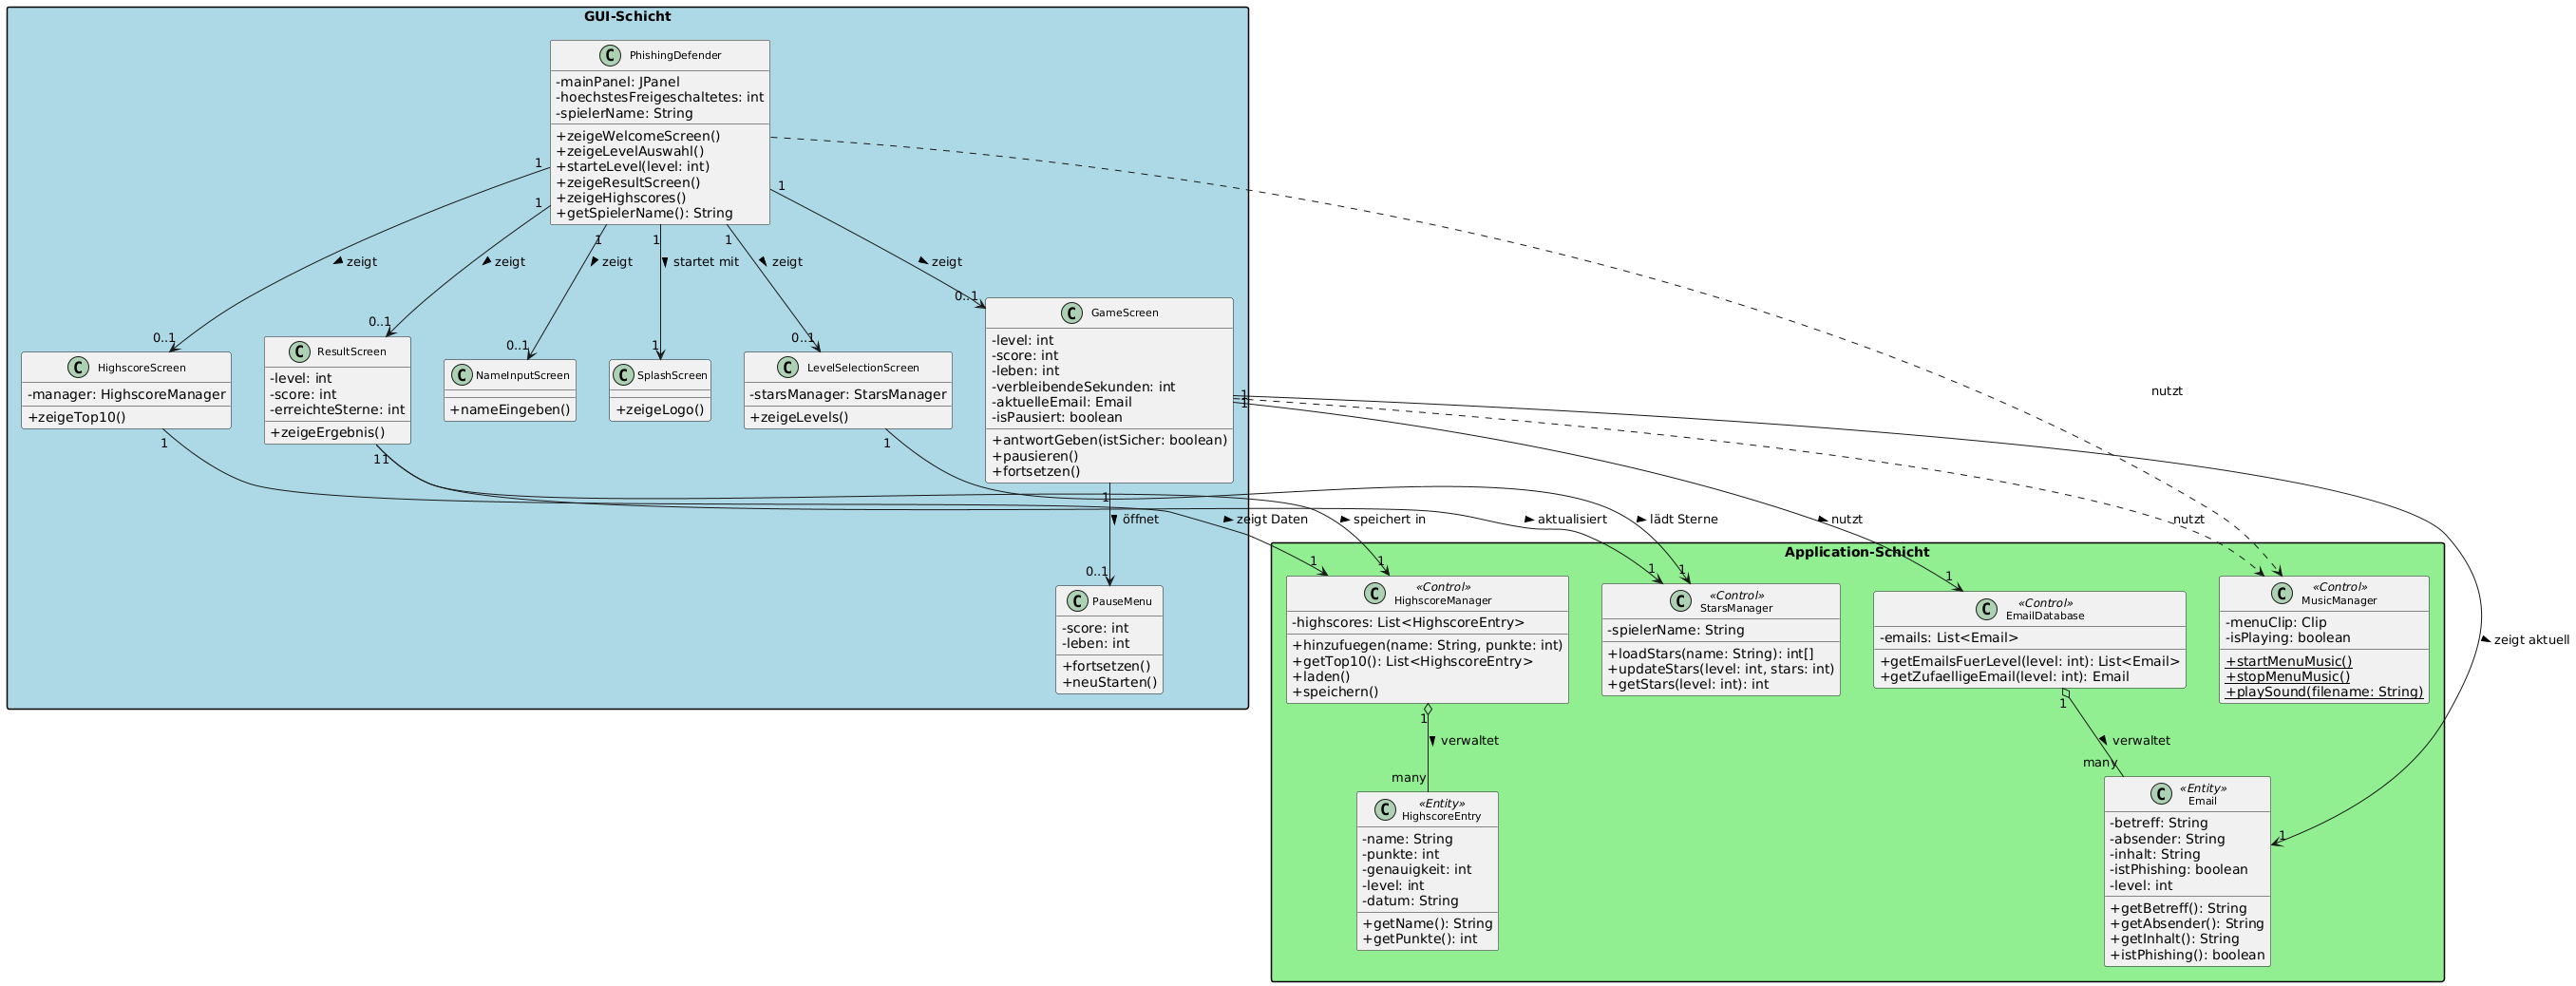 GUI-Schicht
C PhishingDefender
-mainPanel: JPanel
-hoechstesFreigeschaltetes: int
-spielerName: String
+zeigeWelcomeScreen()
+zeigeLevelAuswahl()
+starteLevel(level: int)
+zeigeResultScreen()
+zeigeHighscores()
+getSpielerName(): String
1
1
1
1
1
1
zeigt
zeigt
zeigt
startet mit
zeigt
zeigt
nutzt
0..1
0..1
0..1
1
0..1
0..1
C HighscoreScreen
-manager: HighscoreManager
+zeigeTop10()
1
C ResultScreen
-level: int
-score: int
-erreichteSterne: int
+zeigeErgebnis()
1
1
C NameInputScreen
+nameEingeben()
C SplashScreen
+zeigeLogo()
C LevelSelectionScreen
-starsManager: StarsManager
+zeigeLevels()
1
C GameScreen
-level: int
-score: int
-leben: int
-verbleibendeSekunden: int
-aktuelleEmail: Email
-isPausiert: boolean
+antwortGeben(istSicher: boolean)
+pausieren()
+fortsetzen()
1
1
1
öffnet
zeigt Daten
speichert in
aktualisiert
lädt Sterne
nutzt
nutzt
zeigt aktuell
0..1
C PauseMenu
-score: int
-leben: int
+fortsetzen()
+neuStarten()
Application-Schicht
1
1
1
1
1
C «Control»
HighscoreManager
-highscores: List<HighscoreEntry>
+hinzufuegen(name: String, punkte: int)
+getTop10(): List<HighscoreEntry>
+laden()
+speichern()
C «Control»
StarsManager
-spielerName: String
+loadStars(name: String): int[]
+updateStars(level: int, stars: int)
+getStars(level: int): int
C «Control»
EmailDatabase
-emails: List<Email>
+getEmailsFuerLevel(level: int): List<Email>
+getZufaelligeEmail(level: int): Email
C «Control»
MusicManager
-menuClip: Clip
-isPlaying: boolean
+startMenuMusic()
+stopMenuMusic()
+playSound(filename: String)
1
verwaltet
many
1
verwaltet
many
C «Entity»
HighscoreEntry
-name: String
-punkte: int
-genauigkeit: int
-level: int
-datum: String
+getName(): String
+getPunkte(): int
C «Entity»
Email
-betreff: String
-absender: String
-inhalt: String
-istPhishing: boolean
-level: int
+getBetreff(): String
+getAbsender(): String
+getInhalt(): String
+istPhishing(): boolean
1